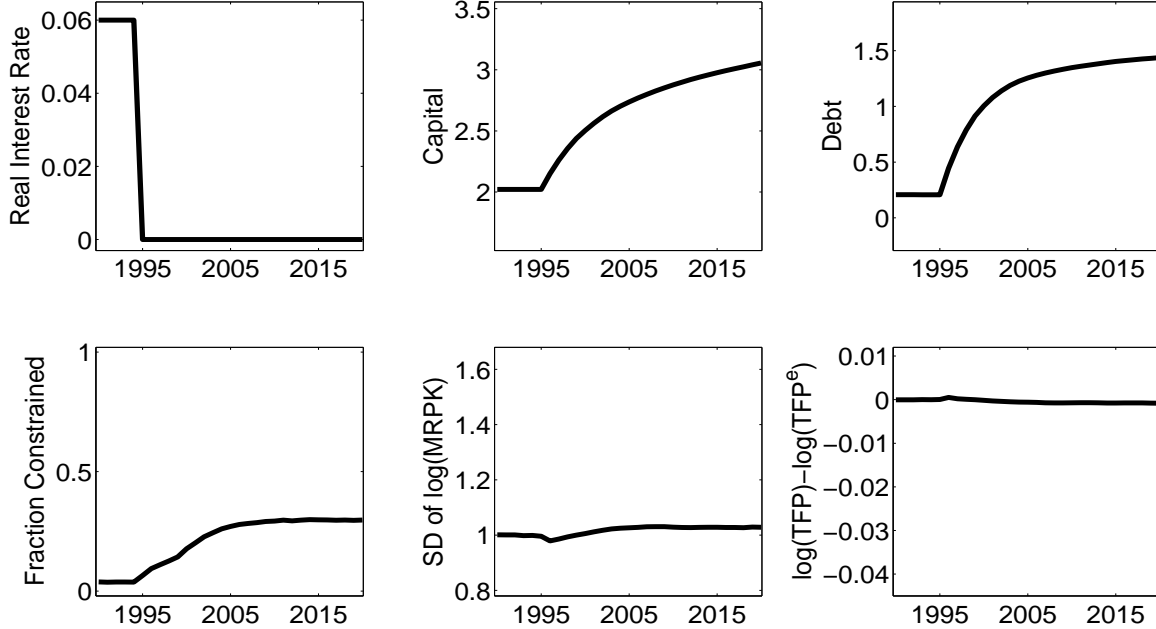 Real Interest Rate
0.06
0.04
0.02
0
1995 2005 2015
Capital
3.5
3
2.5
2
1995 2005 2015
Debt
1.5
1
0.5
0
1995 2005 2015
Fraction Constrained
1
0.5
0
1995 2005 2015
SD of log(MRPK)
1.6
1.4
1.2
1
0.8
1995 2005 2015
log(TFP)−log(TFPᵉ)
0.01
0
−0.01
−0.02
−0.03
−0.04
1995 2005 2015